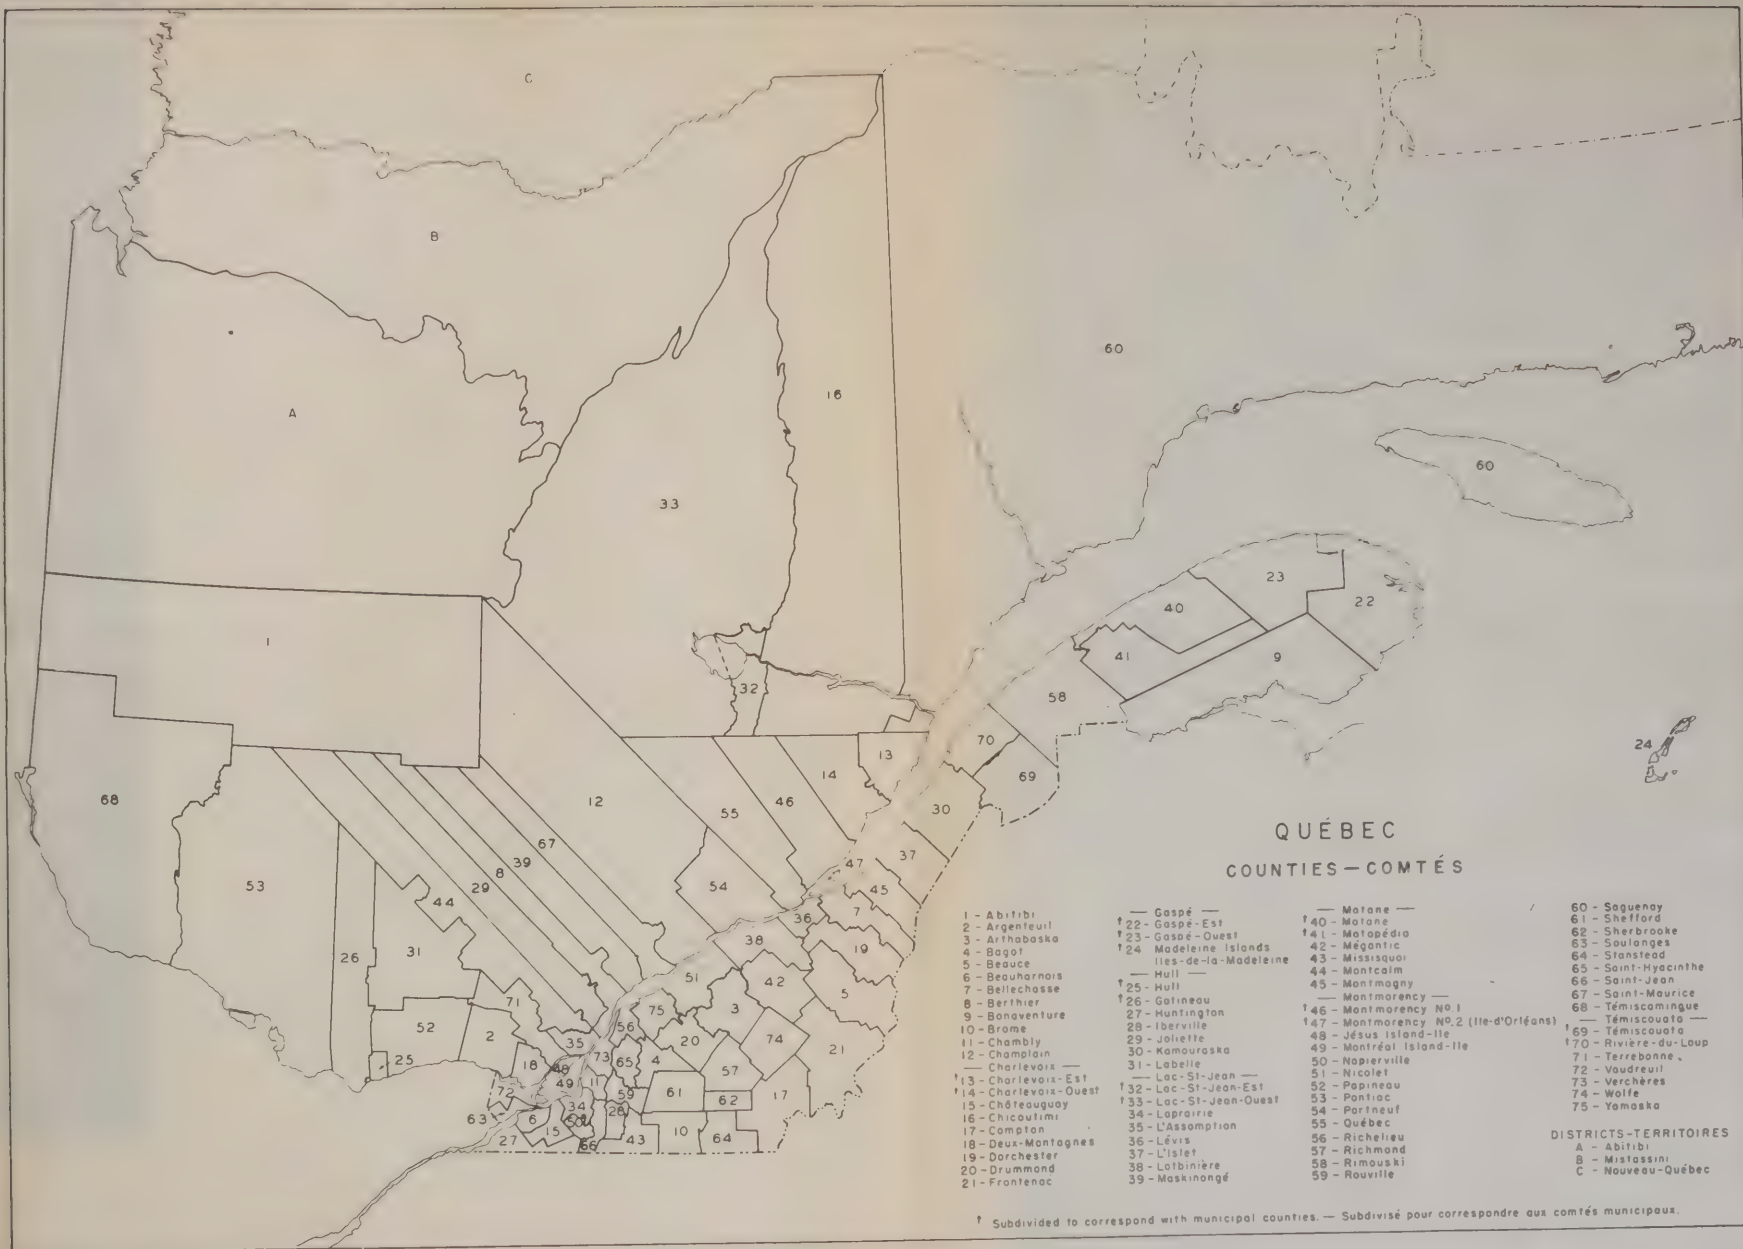 C
B
A
60
16
60
33
23
40
22
1
41
9
32
58
24
70
13
14
69
68
12
46
55
30
67
39
8
47
37
53
29
54
45
44
36
7
38
19
31
26
51
42
5
71
75
3
56
52
2
20
74
21
35
65
25
73
4
57
18
48
72
49
11
59
61
17
62
34
28
63
6
50
15
27
66
43
10
64
QUÉBEC
COUNTIES — COMTÉS
1 - Abitibi
2 - Argenteuil
3 - Arthabaska
4 - Bagot
5 - Beauce
6 - Beauharnois
7 - Bellechasse
8 - Berthier
9 - Bonaventure
10 - Brome
11 - Chambly
12 - Champlain
— Charlevoix —
†13 - Charlevoix-Est
†14 - Charlevoix-Ouest
15 - Châteauguay
16 - Chicoutimi
17 - Compton
18 - Deux-Montagnes
19 - Dorchester
20 - Drummond
21 - Frontenac
— Gaspé —
†22 - Gaspé-Est
†23 - Gaspé-Ouest
†24 Madeleine Islands
Iles-de-la-Madeleine
— Hull —
†25 - Hull
†26 - Gatineau
27 - Huntington
28 - Iberville
29 - Joliette
30 - Kamouraska
31 - Labelle
— Lac-St-Jean —
†32 - Lac-St-Jean-Est
†33 - Lac-St-Jean-Ouest
34 - Laprairie
35 - L'Assomption
36 - Lévis
37 - L'Islet
38 - Lotbinière
39 - Maskinongé
— Matane —
†40 - Matane
†41 - Matapédia
42 - Mégantic
43 - Missisquoi
44 - Montcalm
45 - Montmagny
— Montmorency —
†46 - Montmorency Nº.1
†47 - Montmorency Nº.2 (Ile-d'Orléans)
48 - Jésus Island-Ile
49 - Montréal Island-Ile
50 - Napierville
51 - Nicolet
52 - Papineau
53 - Pontiac
54 - Portneuf
55 - Québec
56 - Richelieu
57 - Richmond
58 - Rimouski
59 - Rouville
60 - Saguenay
61 - Shefford
62 - Sherbrooke
63 - Soulanges
64 - Stanstead
65 - Saint-Hyacinthe
66 - Saint-Jean
67 - Saint-Maurice
68 - Témiscamingue
— Témiscouata —
†69 - Témiscouata
†70 - Rivière-du-Loup
71 - Terrebonne
72 - Vaudreuil
73 - Verchères
74 - Wolfe
75 - Yamaska
DISTRICTS-TERRITOIRES
A - Abitibi
B - Mistassini
C - Nouveau-Québec
† Subdivided to correspond with municipal counties. — Subdivisé pour correspondre aux comtés municipaux.